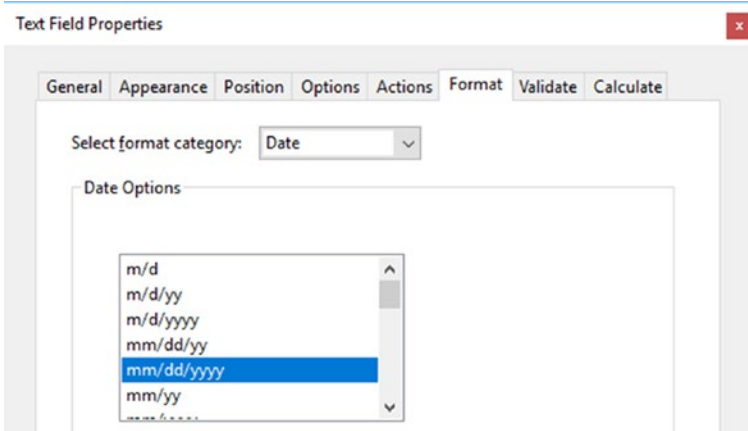 Text Field Properties
x
General Appearance Position Options Actions Format Validate Calculate
Select format category: Date
Date Options
m/d
m/d/yy
m/d/yyyy
mm/dd/yy
mm/dd/yyyy
mm/yy